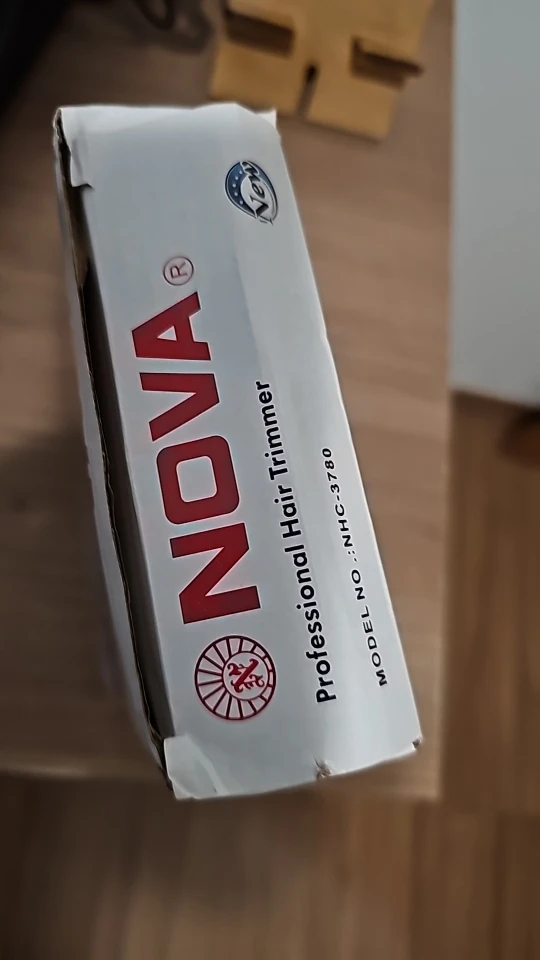 New
NOVA®
Professional Hair Trimmer
MODEL NO .:NHC-3780